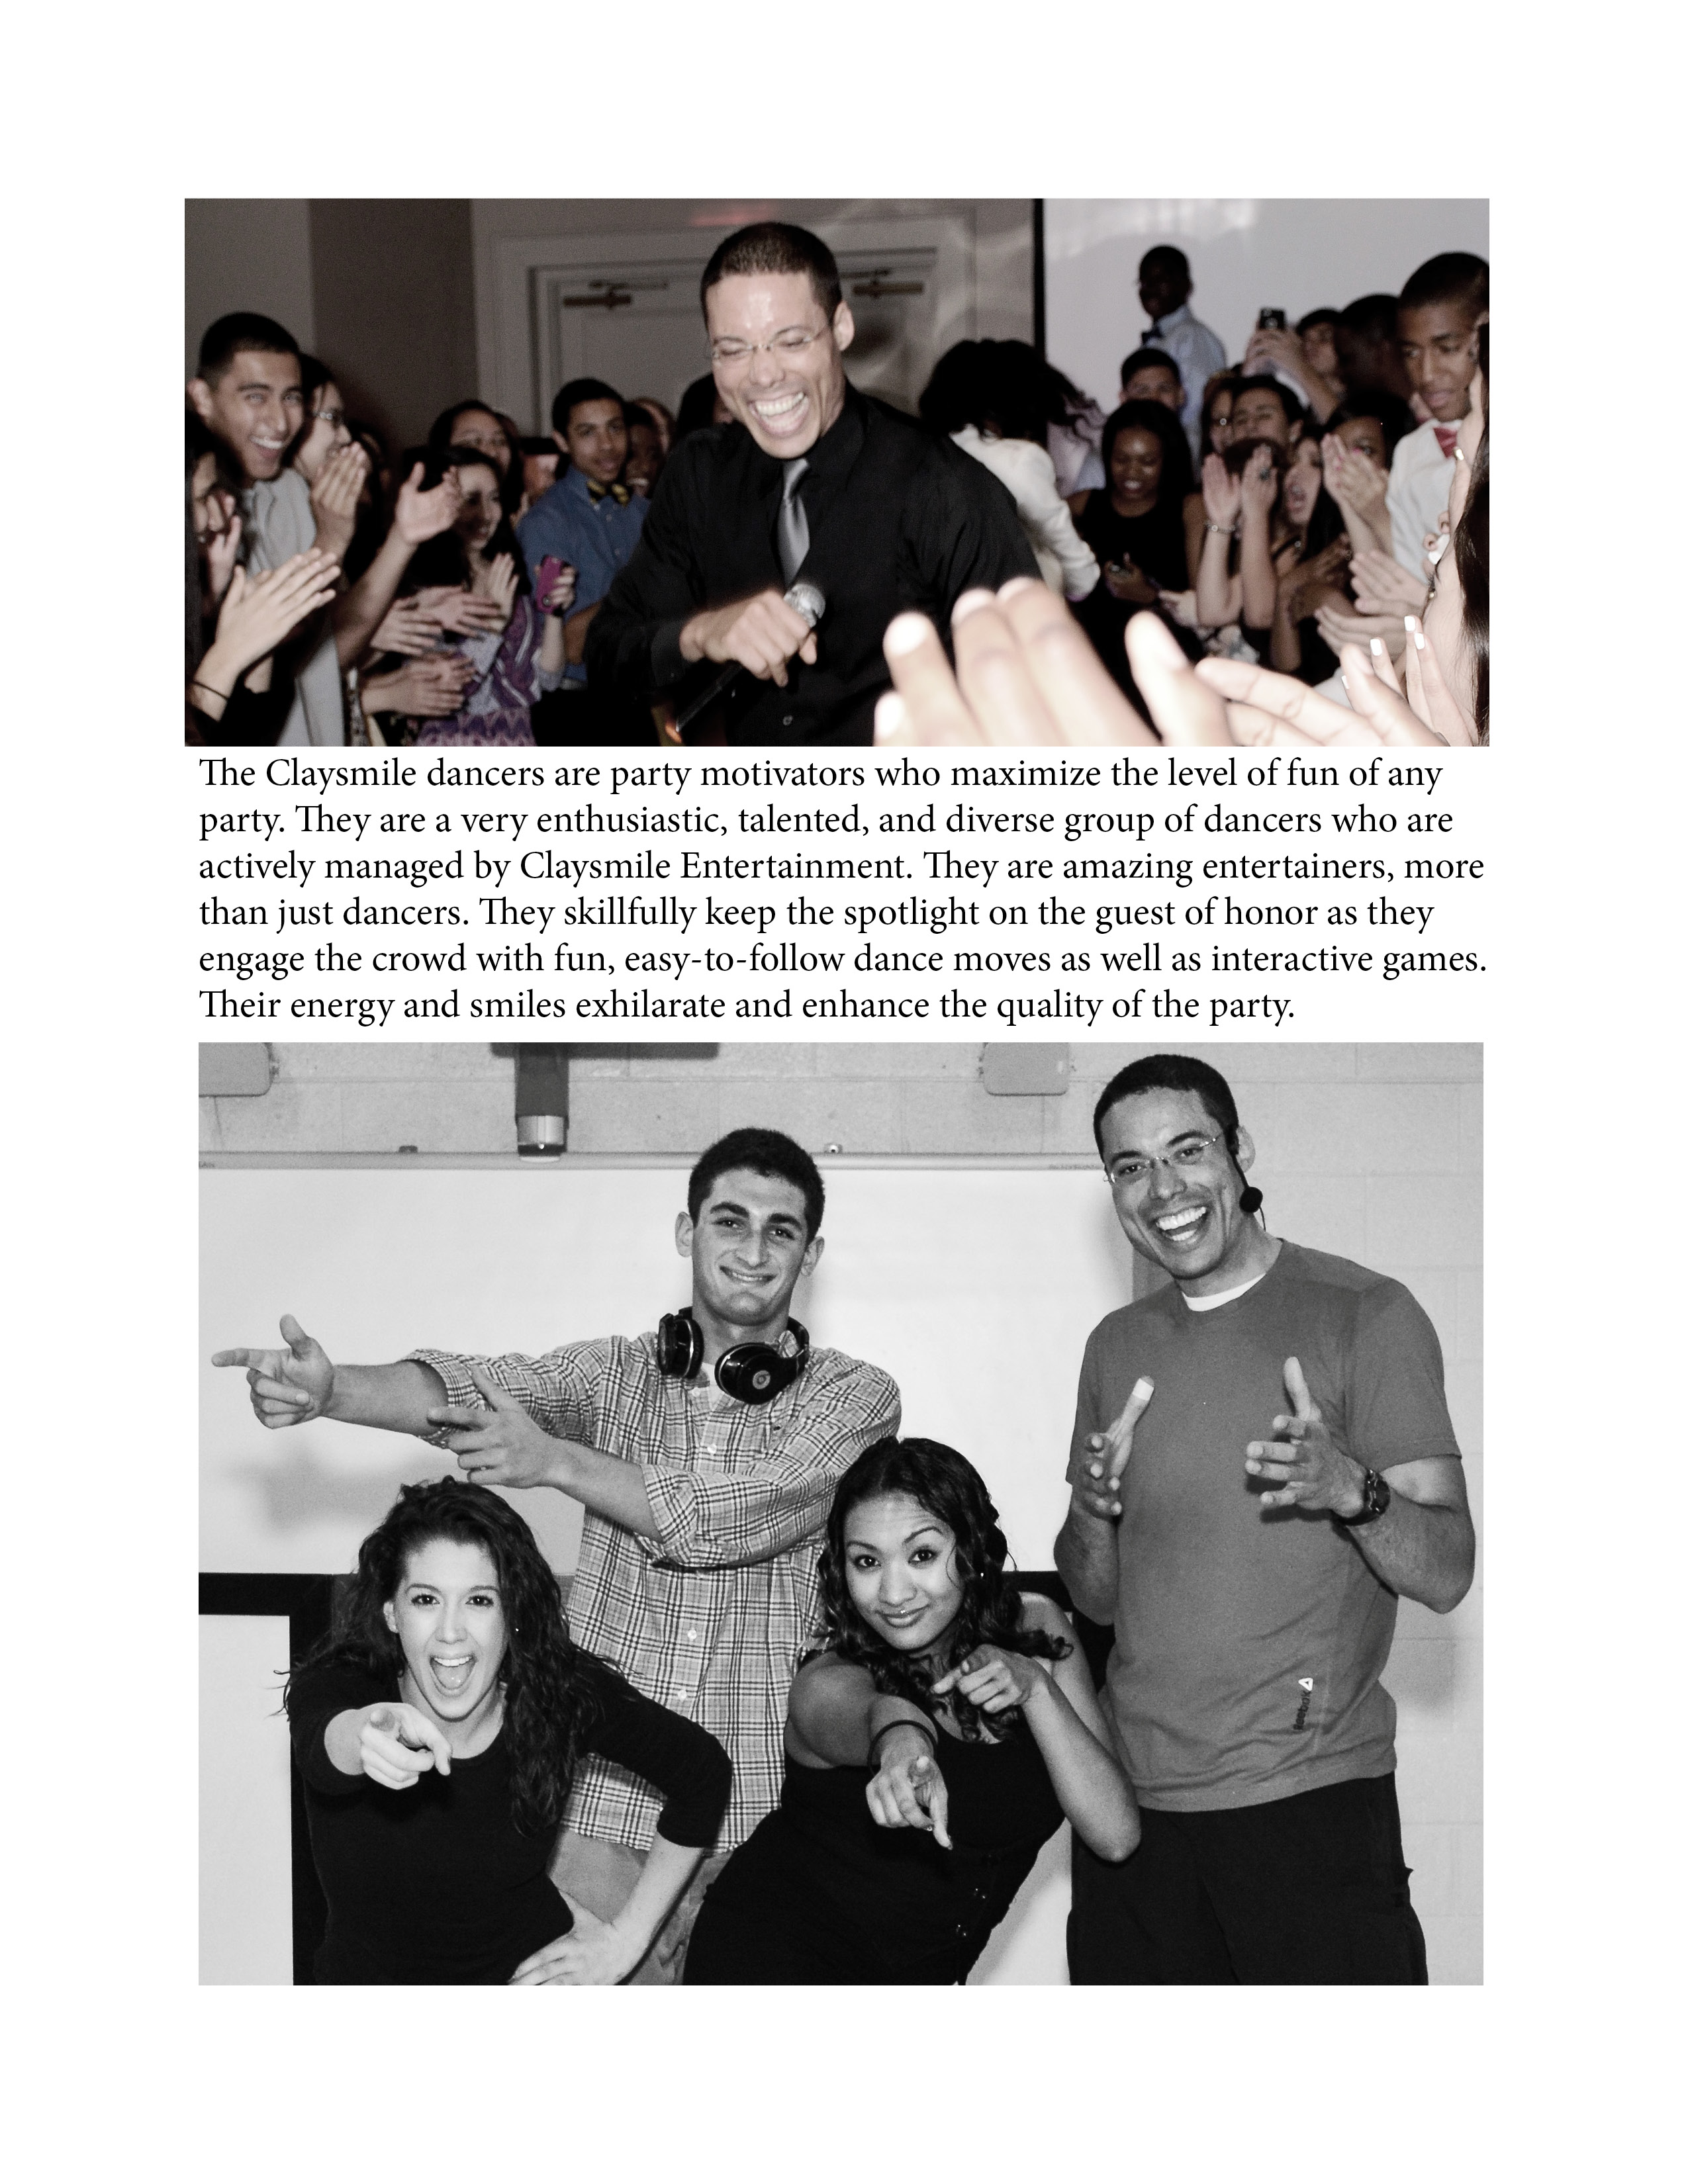 The Claysmile dancers are party motivators who maximize the level of fun of any
party. They are a very enthusiastic, talented, and diverse group of dancers who are
actively managed by Claysmile Entertainment. They are amazing entertainers, more
than just dancers. They skillfully keep the spotlight on the guest of honor as they
engage the crowd with fun, easy-to-follow dance moves as well as interactive games.
Their energy and smiles exhilarate and enhance the quality of the party.
Reebok